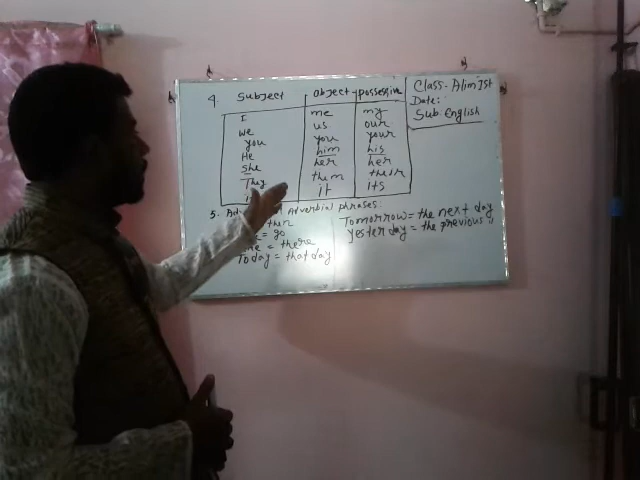 4. Subject object possessive
I me my
We us our
you you your
He him his
She her her
They them their
it its
5. Adverbial phrases:
= go
= there
Today = that day
Tomorrow = the next day
yesterday = the previous
Class- Alim 1st
Date:
Sub English